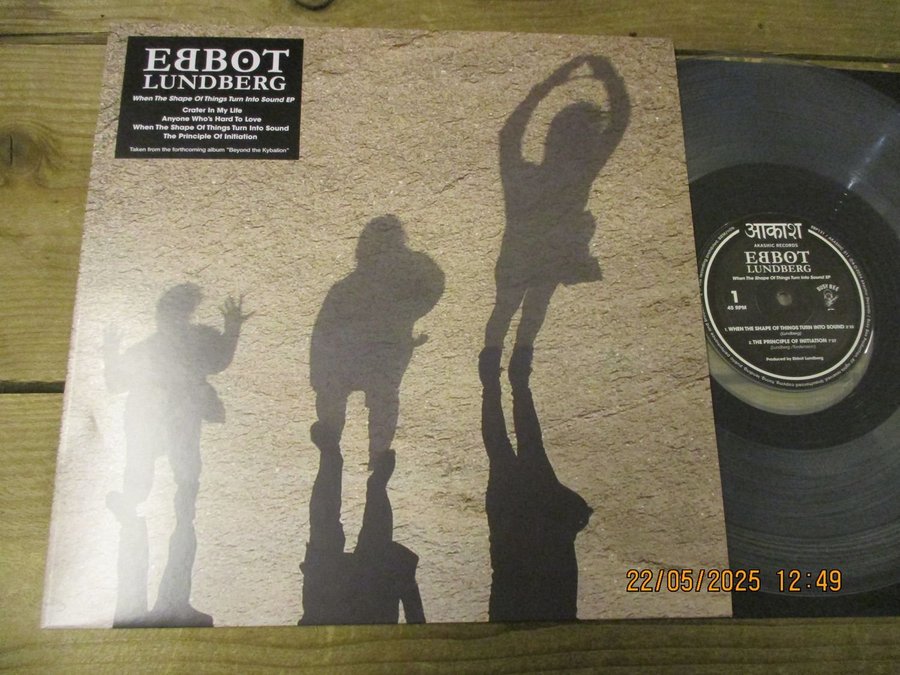 EBBOT
LUNDBERG
When The Shape Of Things Turn Into Sound EP
Crater In My Life
Anyone Who's Hard To Love
When The Shape Of Things Turn Into Sound
The Principle Of Initiation
Taken from the forthcoming album "Beyond the Kybalion"
आकाश
AKASHIC RECORDS
EBBOT
LUNDBERG
When The Shape Of Things Turn Into Sound EP
1
45 RPM
BUSY BEE
1. WHEN THE SHAPE OF THINGS TURN INTO SOUND
(Lundberg)
2. THE PRINCIPLE OF INITIATION
Produced by Ebbot Lundberg
22/05/2025 12:49